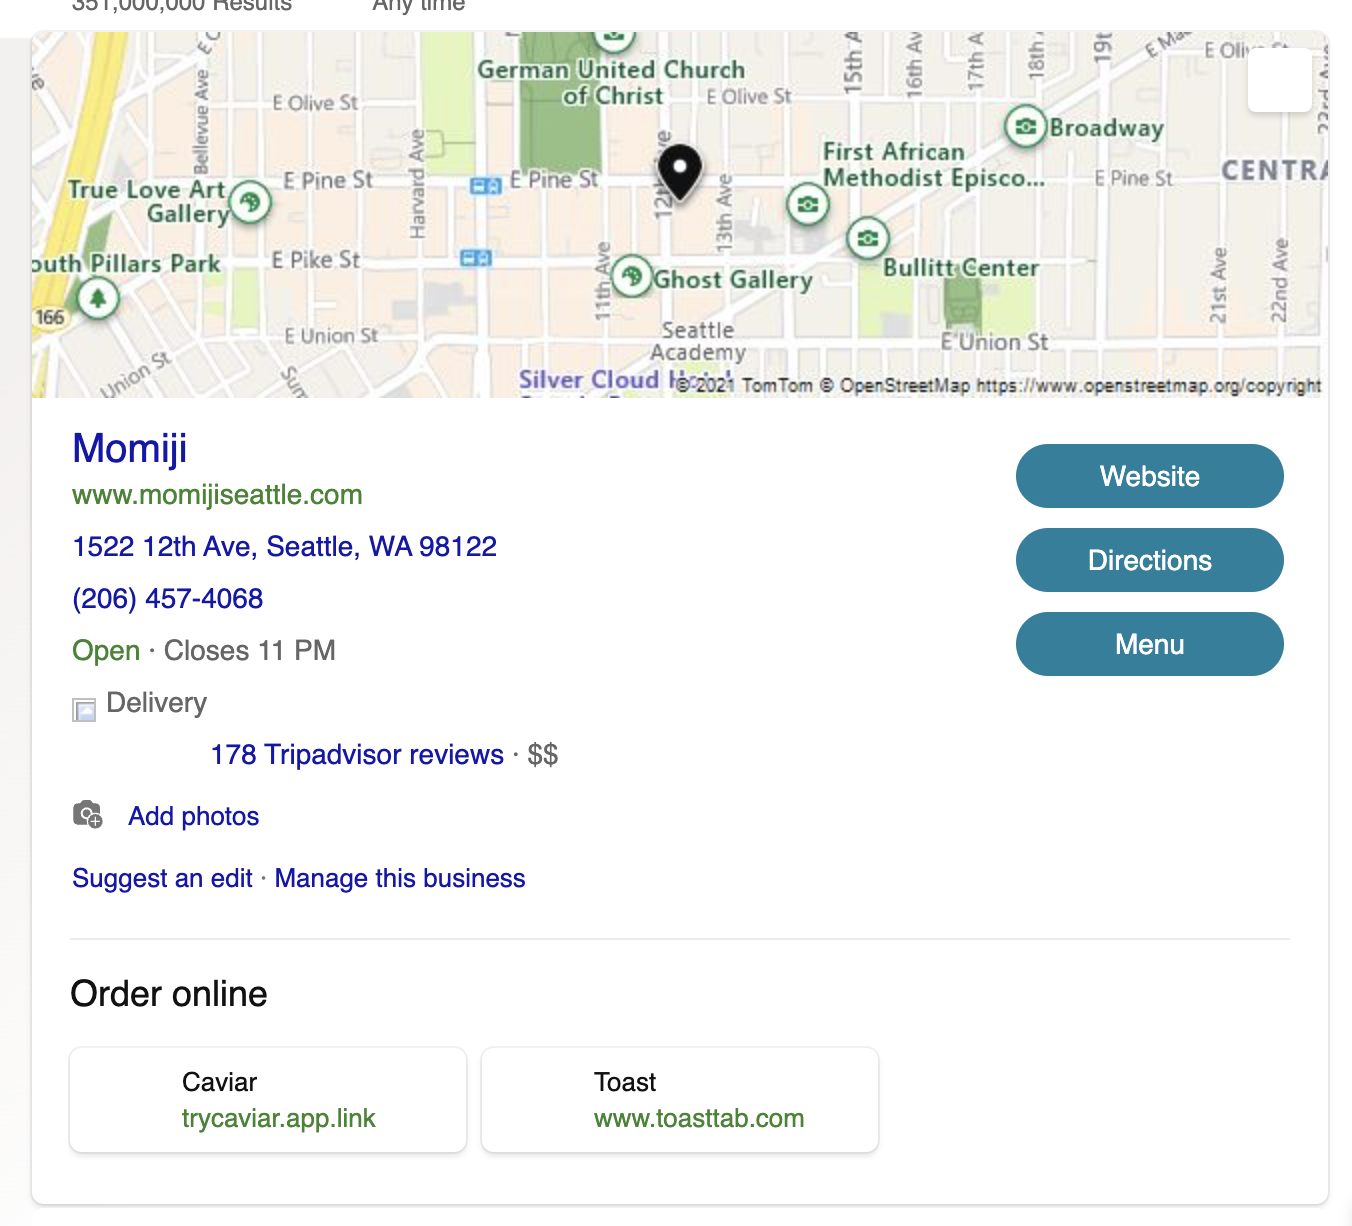 351,000,000 Results
Any time
German United Church
of Christ
E Olive St
E Olive St
E Olive St
Bellevue Ave
Harvard Ave
15th A
16th Av
17th A
18th
19t
Broadway
First African
Methodist Episco...
CENTRA
True Love Art
Gallery
E Pine St
E Pine St
E Pine St
12th Ave
13th Ave
outh Pillars Park
E Pike St
11th Ave
Ghost Gallery
Bullitt Center
21st Ave
22nd Ave
23rd Ave
166
E Union St
Seattle
Academy
E Union St
Union St
Sum
Silver Cloud Hotel
© 2021 TomTom © OpenStreetMap https://www.openstreetmap.org/copyright
Momiji
www.momijiseattle.com
1522 12th Ave, Seattle, WA 98122
(206) 457-4068
Open · Closes 11 PM
Delivery
178 Tripadvisor reviews · $$
Add photos
Suggest an edit · Manage this business
Website
Directions
Menu
Order online
Caviar
trycaviar.app.link
Toast
www.toasttab.com